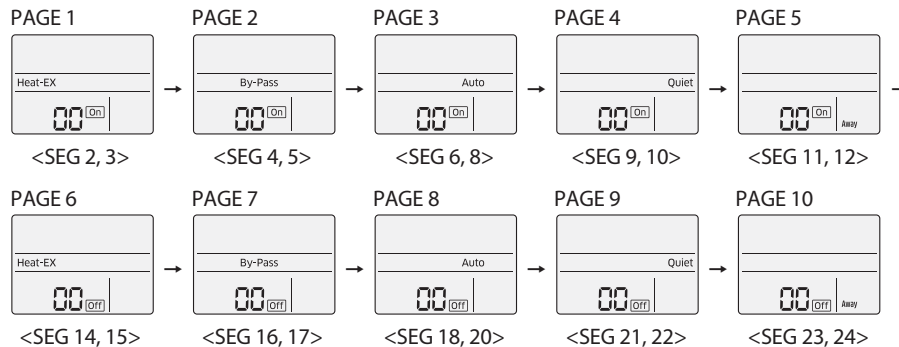 PAGE 1 PAGE 2 PAGE 3 PAGE 4 PAGE 5
Heat-EX By-Pass Auto Quiet
00 On 00 On 00 On 00 On 00 On Away
<SEG 2, 3> <SEG 4, 5> <SEG 6, 8> <SEG 9, 10> <SEG 11, 12>
PAGE 6 PAGE 7 PAGE 8 PAGE 9 PAGE 10
Heat-EX By-Pass Auto Quiet
00 Off 00 Off 00 Off 00 Off 00 Off Away
<SEG 14, 15> <SEG 16, 17> <SEG 18, 20> <SEG 21, 22> <SEG 23, 24>